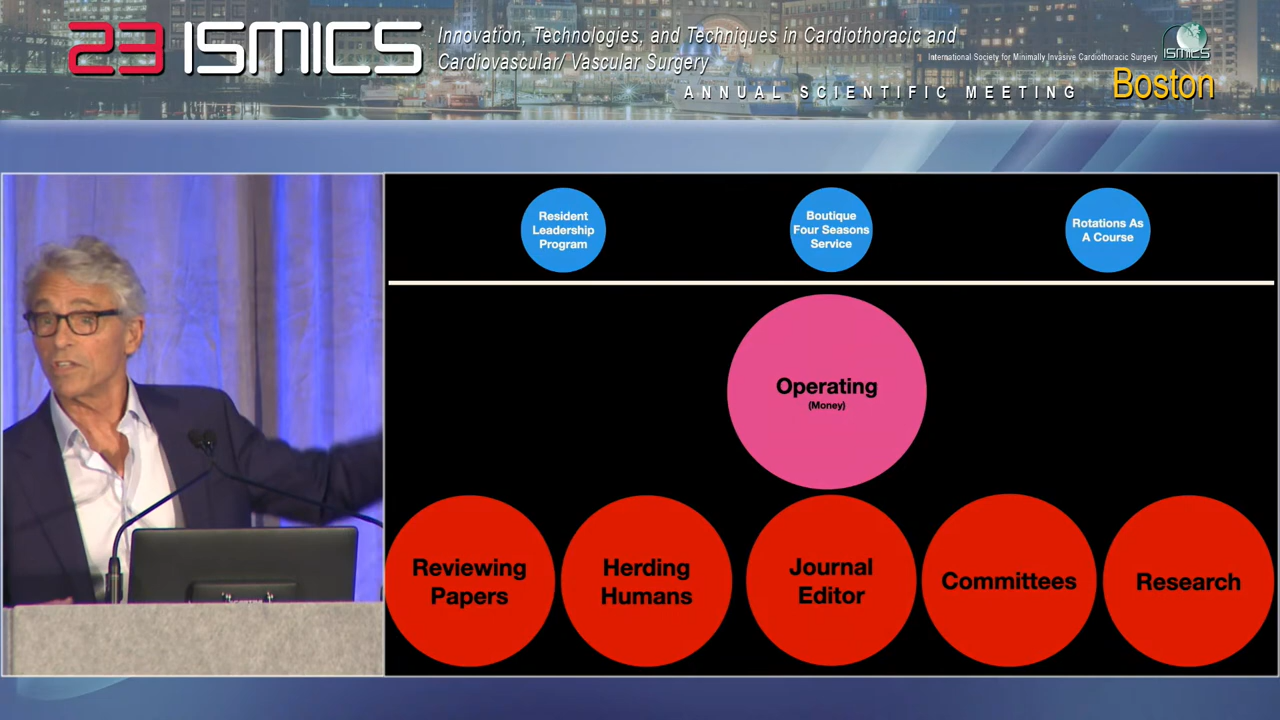 23 ISMICS
Innovation, Technologies, and Techniques in Cardiothoracic and
Cardiovascular/ Vascular Surgery
International Society for Minimally Invasive Cardiothoracic Surgery
ISMICS
ANNUAL SCIENTIFIC MEETING
Boston
Resident
Leadership
Program
Boutique
Four Seasons
Service
Rotations As
A Course
Operating
(Money)
Reviewing
Papers
Herding
Humans
Journal
Editor
Committees
Research